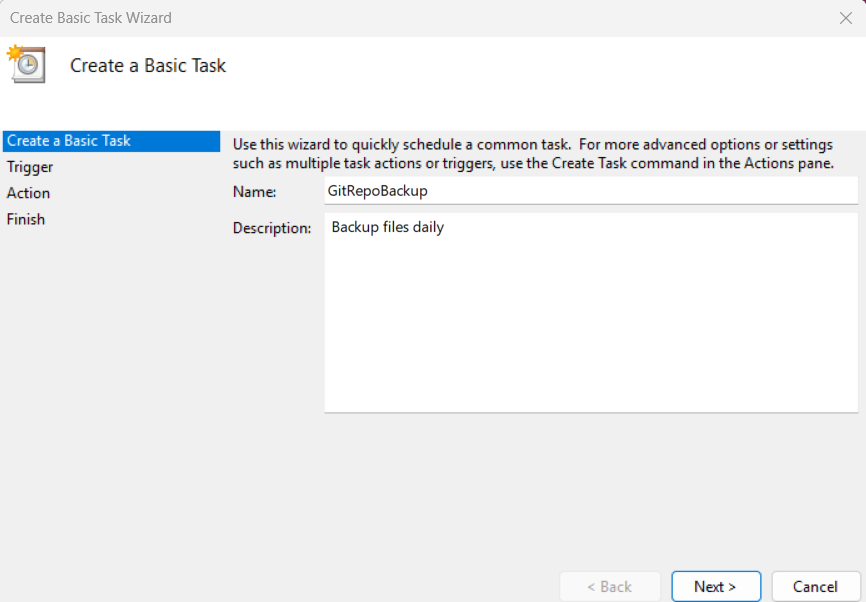 Create Basic Task Wizard
Create a Basic Task
Create a Basic Task
Trigger
Action
Finish
Use this wizard to quickly schedule a common task.  For more advanced options or settings
such as multiple task actions or triggers, use the Create Task command in the Actions pane.
Name: GitRepoBackup
Description: Backup files daily
< Back Next > Cancel